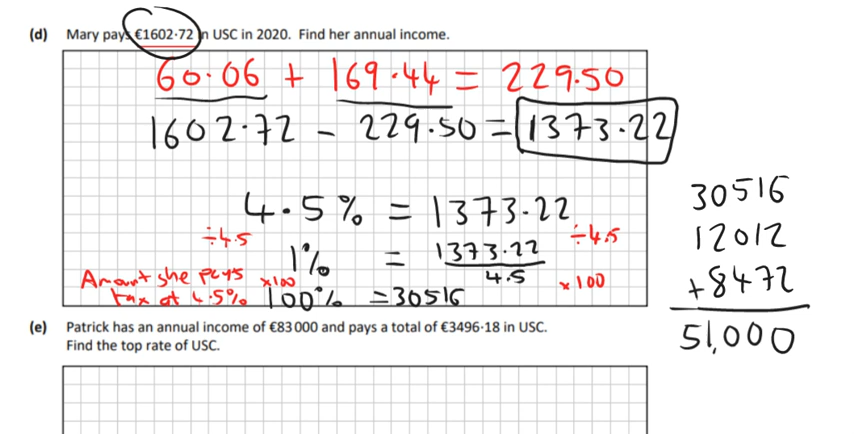 (d) Mary pays €1602·72 in USC in 2020. Find her annual income.
60.06 + 169.44 = 229.50
1602.72 - 229.50 = 1373.22
4.5% = 1373.22
÷4.5 ÷4.5
1% = 1373.22 / 4.5
Amount she pays tax at 4.5%
×100 ×100
100% = 30516
30516
12012
+8472
51,000
(e) Patrick has an annual income of €83 000 and pays a total of €3496·18 in USC.
Find the top rate of USC.